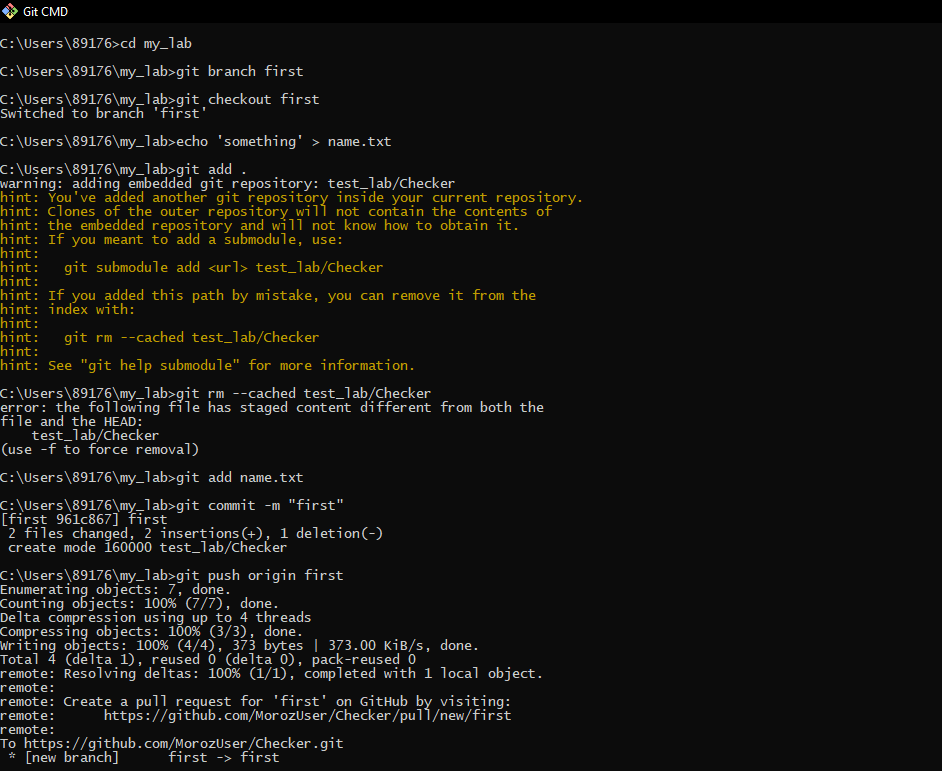 Git CMD
C:\Users\89176>cd my_lab
C:\Users\89176\my_lab>git branch first
C:\Users\89176\my_lab>git checkout first
Switched to branch 'first'
C:\Users\89176\my_lab>echo 'something' > name.txt
C:\Users\89176\my_lab>git add .
warning: adding embedded git repository: test_lab/Checker
hint: You've added another git repository inside your current repository.
hint: Clones of the outer repository will not contain the contents of
hint: the embedded repository and will not know how to obtain it.
hint: If you meant to add a submodule, use:
hint:
hint:   git submodule add <url> test_lab/Checker
hint:
hint: If you added this path by mistake, you can remove it from the
hint: index with:
hint:
hint:   git rm --cached test_lab/Checker
hint:
hint: See "git help submodule" for more information.
C:\Users\89176\my_lab>git rm --cached test_lab/Checker
error: the following file has staged content different from both the
file and the HEAD:
    test_lab/Checker
(use -f to force removal)
C:\Users\89176\my_lab>git add name.txt
C:\Users\89176\my_lab>git commit -m "first"
[first 961c867] first
 2 files changed, 2 insertions(+), 1 deletion(-)
 create mode 160000 test_lab/Checker
C:\Users\89176\my_lab>git push origin first
Enumerating objects: 7, done.
Counting objects: 100% (7/7), done.
Delta compression using up to 4 threads
Compressing objects: 100% (3/3), done.
Writing objects: 100% (4/4), 373 bytes | 373.00 KiB/s, done.
Total 4 (delta 1), reused 0 (delta 0), pack-reused 0
remote: Resolving deltas: 100% (1/1), completed with 1 local object.
remote:
remote: Create a pull request for 'first' on GitHub by visiting:
remote:      https://github.com/MorozUser/Checker/pull/new/first
remote:
To https://github.com/MorozUser/Checker.git
 * [new branch]      first -> first